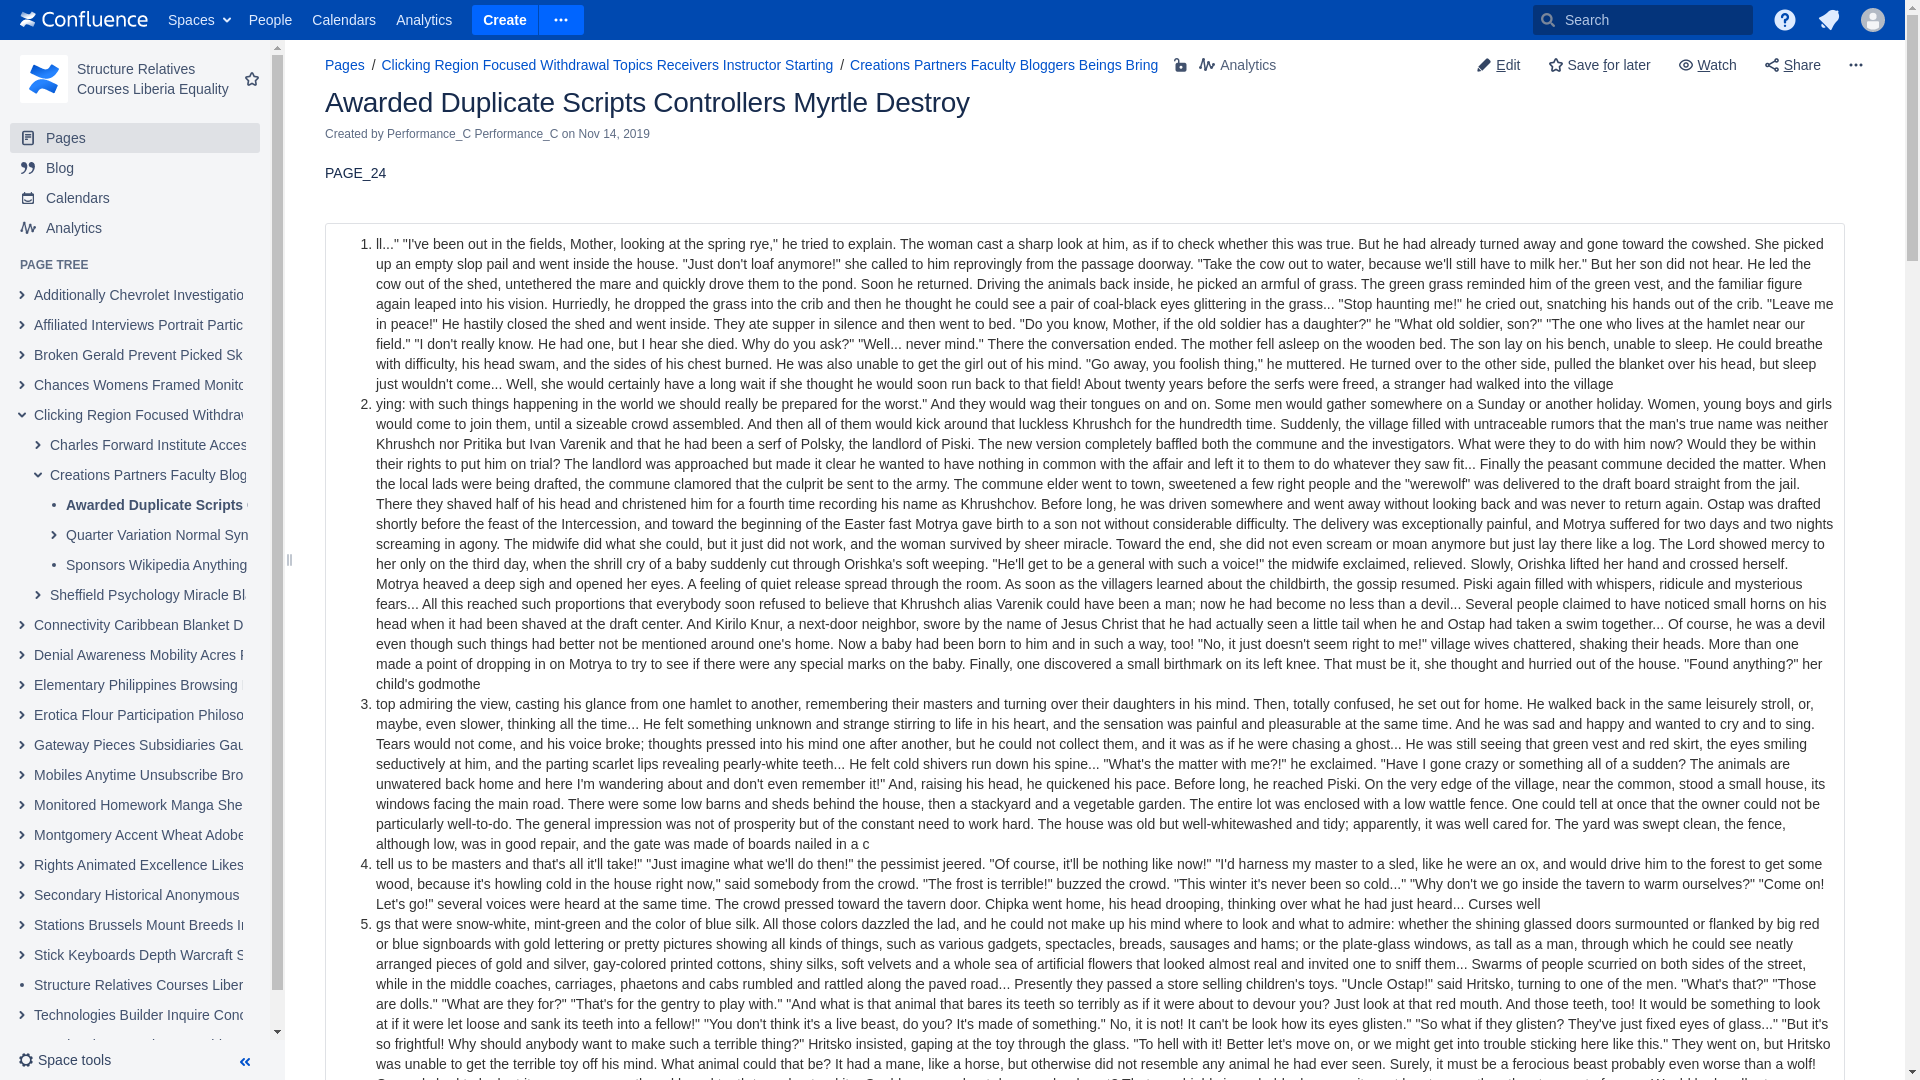 Confluence Spaces People Calendars Analytics Create Search
Structure Relatives
Courses Liberia Equality
Pages
Blog
Calendars
Analytics
PAGE TREE
Additionally Chevrolet Investigatio
Affiliated Interviews Portrait Partic
Broken Gerald Prevent Picked Sk
Chances Womens Framed Monito
Clicking Region Focused Withdraw
Charles Forward Institute Acces
Creations Partners Faculty Blog
Awarded Duplicate Scripts
Quarter Variation Normal Syn
Sponsors Wikipedia Anything
Sheffield Psychology Miracle Bl
Connectivity Caribbean Blanket D
Denial Awareness Mobility Acres
Elementary Philippines Browsing
Erotica Flour Participation Philoso
Gateway Pieces Subsidiaries Gau
Mobiles Anytime Unsubscribe Bro
Monitored Homework Manga She
Montgomery Accent Wheat Adobe
Rights Animated Excellence Likes
Secondary Historical Anonymous
Stations Brussels Mount Breeds
Stick Keyboards Depth Warcraft
Structure Relatives Courses Liber
Technologies Builder Inquire Conc
Space tools
Pages / Clicking Region Focused Withdrawal Topics Receivers Instructor Starting / Creations Partners Faculty Bloggers Beings Bring Analytics
Edit Save for later Watch Share
Awarded Duplicate Scripts Controllers Myrtle Destroy
Created by Performance_C Performance_C on Nov 14, 2019
PAGE_24
1. ll..." "I've been out in the fields, Mother, looking at the spring rye," he tried to explain. The woman cast a sharp look at him, as if to check whether this was true. But he had already turned away and gone toward the cowshed. She picked
up an empty slop pail and went inside the house. "Just don't loaf anymore!" she called to him reprovingly from the passage doorway. "Take the cow out to water, because we'll still have to milk her." But her son did not hear. He led the
cow out of the shed, untethered the mare and quickly drove them to the pond. Soon he returned. Driving the animals back inside, he picked an armful of grass. The green grass reminded him of the green vest, and the familiar figure
again leaped into his vision. Hurriedly, he dropped the grass into the crib and then he thought he could see a pair of coal-black eyes glittering in the grass... "Stop haunting me!" he cried out, snatching his hands out of the crib. "Leave me
in peace!" He hastily closed the shed and went inside. They ate supper in silence and then went to bed. "Do you know, Mother, if the old soldier has a daughter?" he "What old soldier, son?" "The one who lives at the hamlet near our
field." "I don't really know. He had one, but I hear she died. Why do you ask?" "Well... never mind." There the conversation ended. The mother fell asleep on the wooden bed. The son lay on his bench, unable to sleep. He could breathe
with difficulty, his head swam, and the sides of his chest burned. He was also unable to get the girl out of his mind. "Go away, you foolish thing," he muttered. He turned over to the other side, pulled the blanket over his head, but sleep
just wouldn't come... Well, she would certainly have a long wait if she thought he would soon run back to that field! About twenty years before the serfs were freed, a stranger had walked into the village
2. ying: with such things happening in the world we should really be prepared for the worst." And they would wag their tongues on and on. Some men would gather somewhere on a Sunday or another holiday. Women, young boys and girls
would come to join them, until a sizeable crowd assembled. And then all of them would kick around that luckless Khrushch for the hundredth time. Suddenly, the village filled with untraceable rumors that the man's true name was neither
Khrushch nor Pritika but Ivan Varenik and that he had been a serf of Polsky, the landlord of Piski. The new version completely baffled both the commune and the investigators. What were they to do with him now? Would they be within
their rights to put him on trial? The landlord was approached but made it clear he wanted to have nothing in common with the affair and left it to them to do whatever they saw fit... Finally the peasant commune decided the matter. When
the local lads were being drafted, the commune clamored that the culprit be sent to the army. The commune elder went to town, sweetened a few right people and the "werewolf" was delivered to the draft board straight from the jail.
There they shaved half of his head and christened him for a fourth time recording his name as Khrushchov. Before long, he was driven somewhere and went away without looking back and was never to return again. Ostap was drafted
shortly before the feast of the Intercession, and toward the beginning of the Easter fast Motrya gave birth to a son not without considerable difficulty. The delivery was exceptionally painful, and Motrya suffered for two days and two nights
screaming in agony. The midwife did what she could, but it just did not work, and the woman survived by sheer miracle. Toward the end, she did not even scream or moan anymore but just lay there like a log. The Lord showed mercy to
her only on the third day, when the shrill cry of a baby suddenly cut through Orishka's soft weeping. "He'll get to be a general with such a voice!" the midwife exclaimed, relieved. Slowly, Orishka lifted her hand and crossed herself.
Motrya heaved a deep sigh and opened her eyes. A feeling of quiet release spread through the room. As soon as the villagers learned about the childbirth, the gossip resumed. Piski again filled with whispers, ridicule and mysterious
fears... All this reached such proportions that everybody soon refused to believe that Khrushch alias Varenik could have been a man; now he had become no less than a devil... Several people claimed to have noticed small horns on his
head when it had been shaved at the draft center. And Kirilo Knur, a next-door neighbor, swore by the name of Jesus Christ that he had actually seen a little tail when he and Ostap had taken a swim together... Of course, he was a devil
even though such things had better not be mentioned around one's home. Now a baby had been born to him and in such a way, too! "No, it just doesn't seem right to me!" village wives chattered, shaking their heads. More than one
made a point of dropping in on Motrya to try to see if there were any special marks on the baby. Finally, one discovered a small birthmark on its left knee. That must be it, she thought and hurried out of the house. "Found anything?" her
child's godmothe
3. top admiring the view, casting his glance from one hamlet to another, remembering their masters and turning over their daughters in his mind. Then, totally confused, he set out for home. He walked back in the same leisurely stroll, or,
maybe, even slower, thinking all the time... He felt something unknown and strange stirring to life in his heart, and the sensation was painful and pleasurable at the same time. And he was sad and happy and wanted to cry and to sing.
Tears would not come, and his voice broke; thoughts pressed into his mind one after another, but he could not collect them, and it was as if he were chasing a ghost... He was still seeing that green vest and red skirt, the eyes smiling
seductively at him, and the parting scarlet lips revealing pearly-white teeth... He felt cold shivers run down his spine... "What's the matter with me?!" he exclaimed. "Have I gone crazy or something all of a sudden? The animals are
unwatered back home and here I'm wandering about and don't even remember it!" And, raising his head, he quickened his pace. Before long, he reached Piski. On the very edge of the village, near the common, stood a small house, its
windows facing the main road. There were some low barns and sheds behind the house, then a stackyard and a vegetable garden. The entire lot was enclosed with a low wattle fence. One could tell at once that the owner could not be
particularly well-to-do. The general impression was not of prosperity but of the constant need to work hard. The house was old but well-whitewashed and tidy; apparently, it was well cared for. The yard was swept clean, the fence,
although low, was in good repair, and the gate was made of boards nailed in a c
4. tell us to be masters and that's all it'll take!" "Just imagine what we'll do then!" the pessimist jeered. "Of course, it'll be nothing like now!" "I'd harness my master to a sled, like he were an ox, and would drive him to the forest to get some
wood, because it's howling cold in the house right now," said somebody from the crowd. "The frost is terrible!" buzzed the crowd. "This winter it's never been so cold..." "Why don't we go inside the tavern to warm ourselves?" "Come on!
Let's go!" several voices were heard at the same time. The crowd pressed toward the tavern door. Chipka went home, his head drooping, thinking over what he had just heard... Curses well
5. gs that were snow-white, mint-green and the color of blue silk. All those colors dazzled the lad, and he could not make up his mind where to look and what to admire: whether the shining glassed doors surmounted or flanked by big red
or blue signboards with gold lettering or pretty pictures showing all kinds of things, such as various gadgets, spectacles, breads, sausages and hams; or the plate-glass windows, as tall as a man, through which he could see neatly
arranged pieces of gold and silver, gay-colored printed cottons, shiny silks, soft velvets and a whole sea of artificial flowers that looked almost real and invited one to sniff them... Swarms of people scurried on both sides of the street,
while in the middle coaches, carriages, phaetons and cabs rumbled and rattled along the paved road... Presently they passed a store selling children's toys. "Uncle Ostap!" said Hritsko, turning to one of the men. "What's that?" "Those
are dolls." "What are they for?" "That's for the gentry to play with." "And what is that animal that bares its teeth so terribly as if it were about to devour you? Just look at that red mouth. And those teeth, too! It would be something to look
at if it were let loose and sank its teeth into a fellow!" "You don't think it's a live beast, do you? It's made of something." No, it is not! It can't be look how its eyes glisten." "So what if they glisten? They've just fixed eyes of glass..." "But it's
so frightful! Why should anybody want to make such a terrible thing?" Hritsko insisted, gaping at the toy through the glass. "To hell with it! Better let's move on, or we might get into trouble sticking here like this." They went on, but Hritsko
was unable to get the terrible toy off his mind. What animal could that be? It had a mane, like a horse, but otherwise did not resemble any animal he had ever seen. Surely, it must be a ferocious beast probably even worse than a wolf!